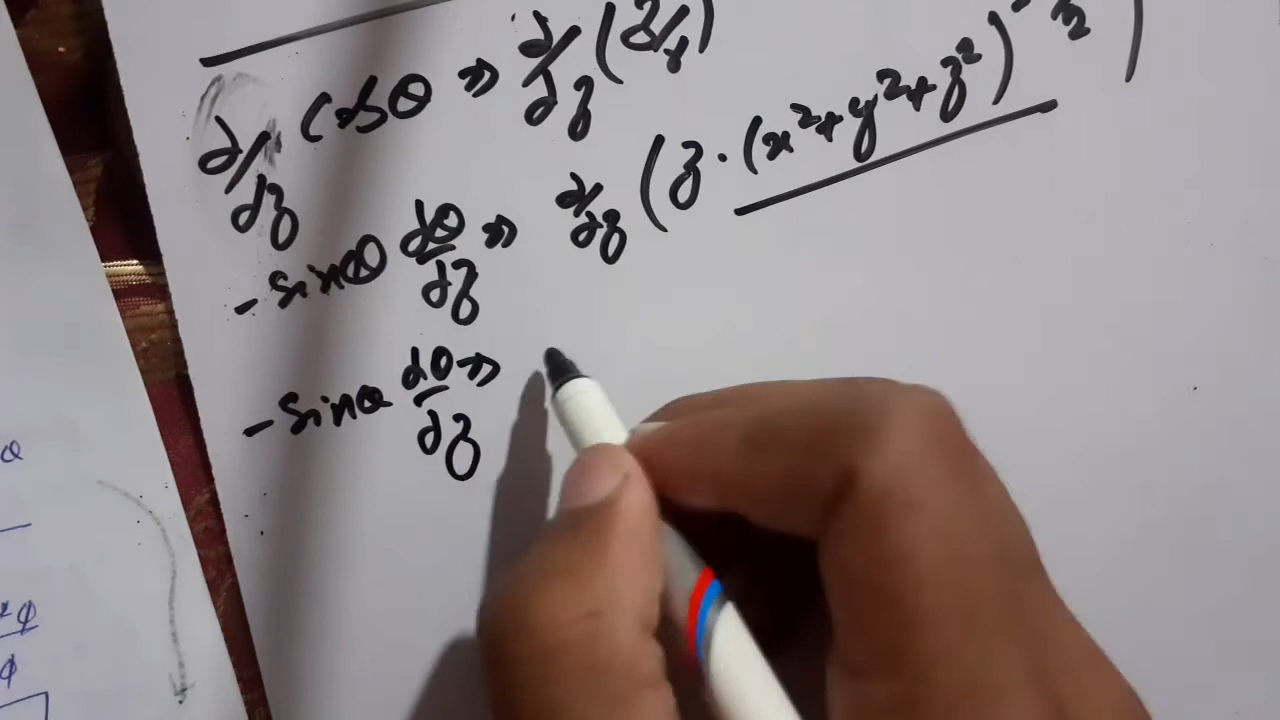 ∂/∂z cosθ ⇒ ∂/∂z (z/r)
-sinθ ∂θ/∂z ⇒ ∂/∂z (z·(x²+y²+z²)^-½)
-sinθ ∂θ/∂z ⇒
θ
φ
φ